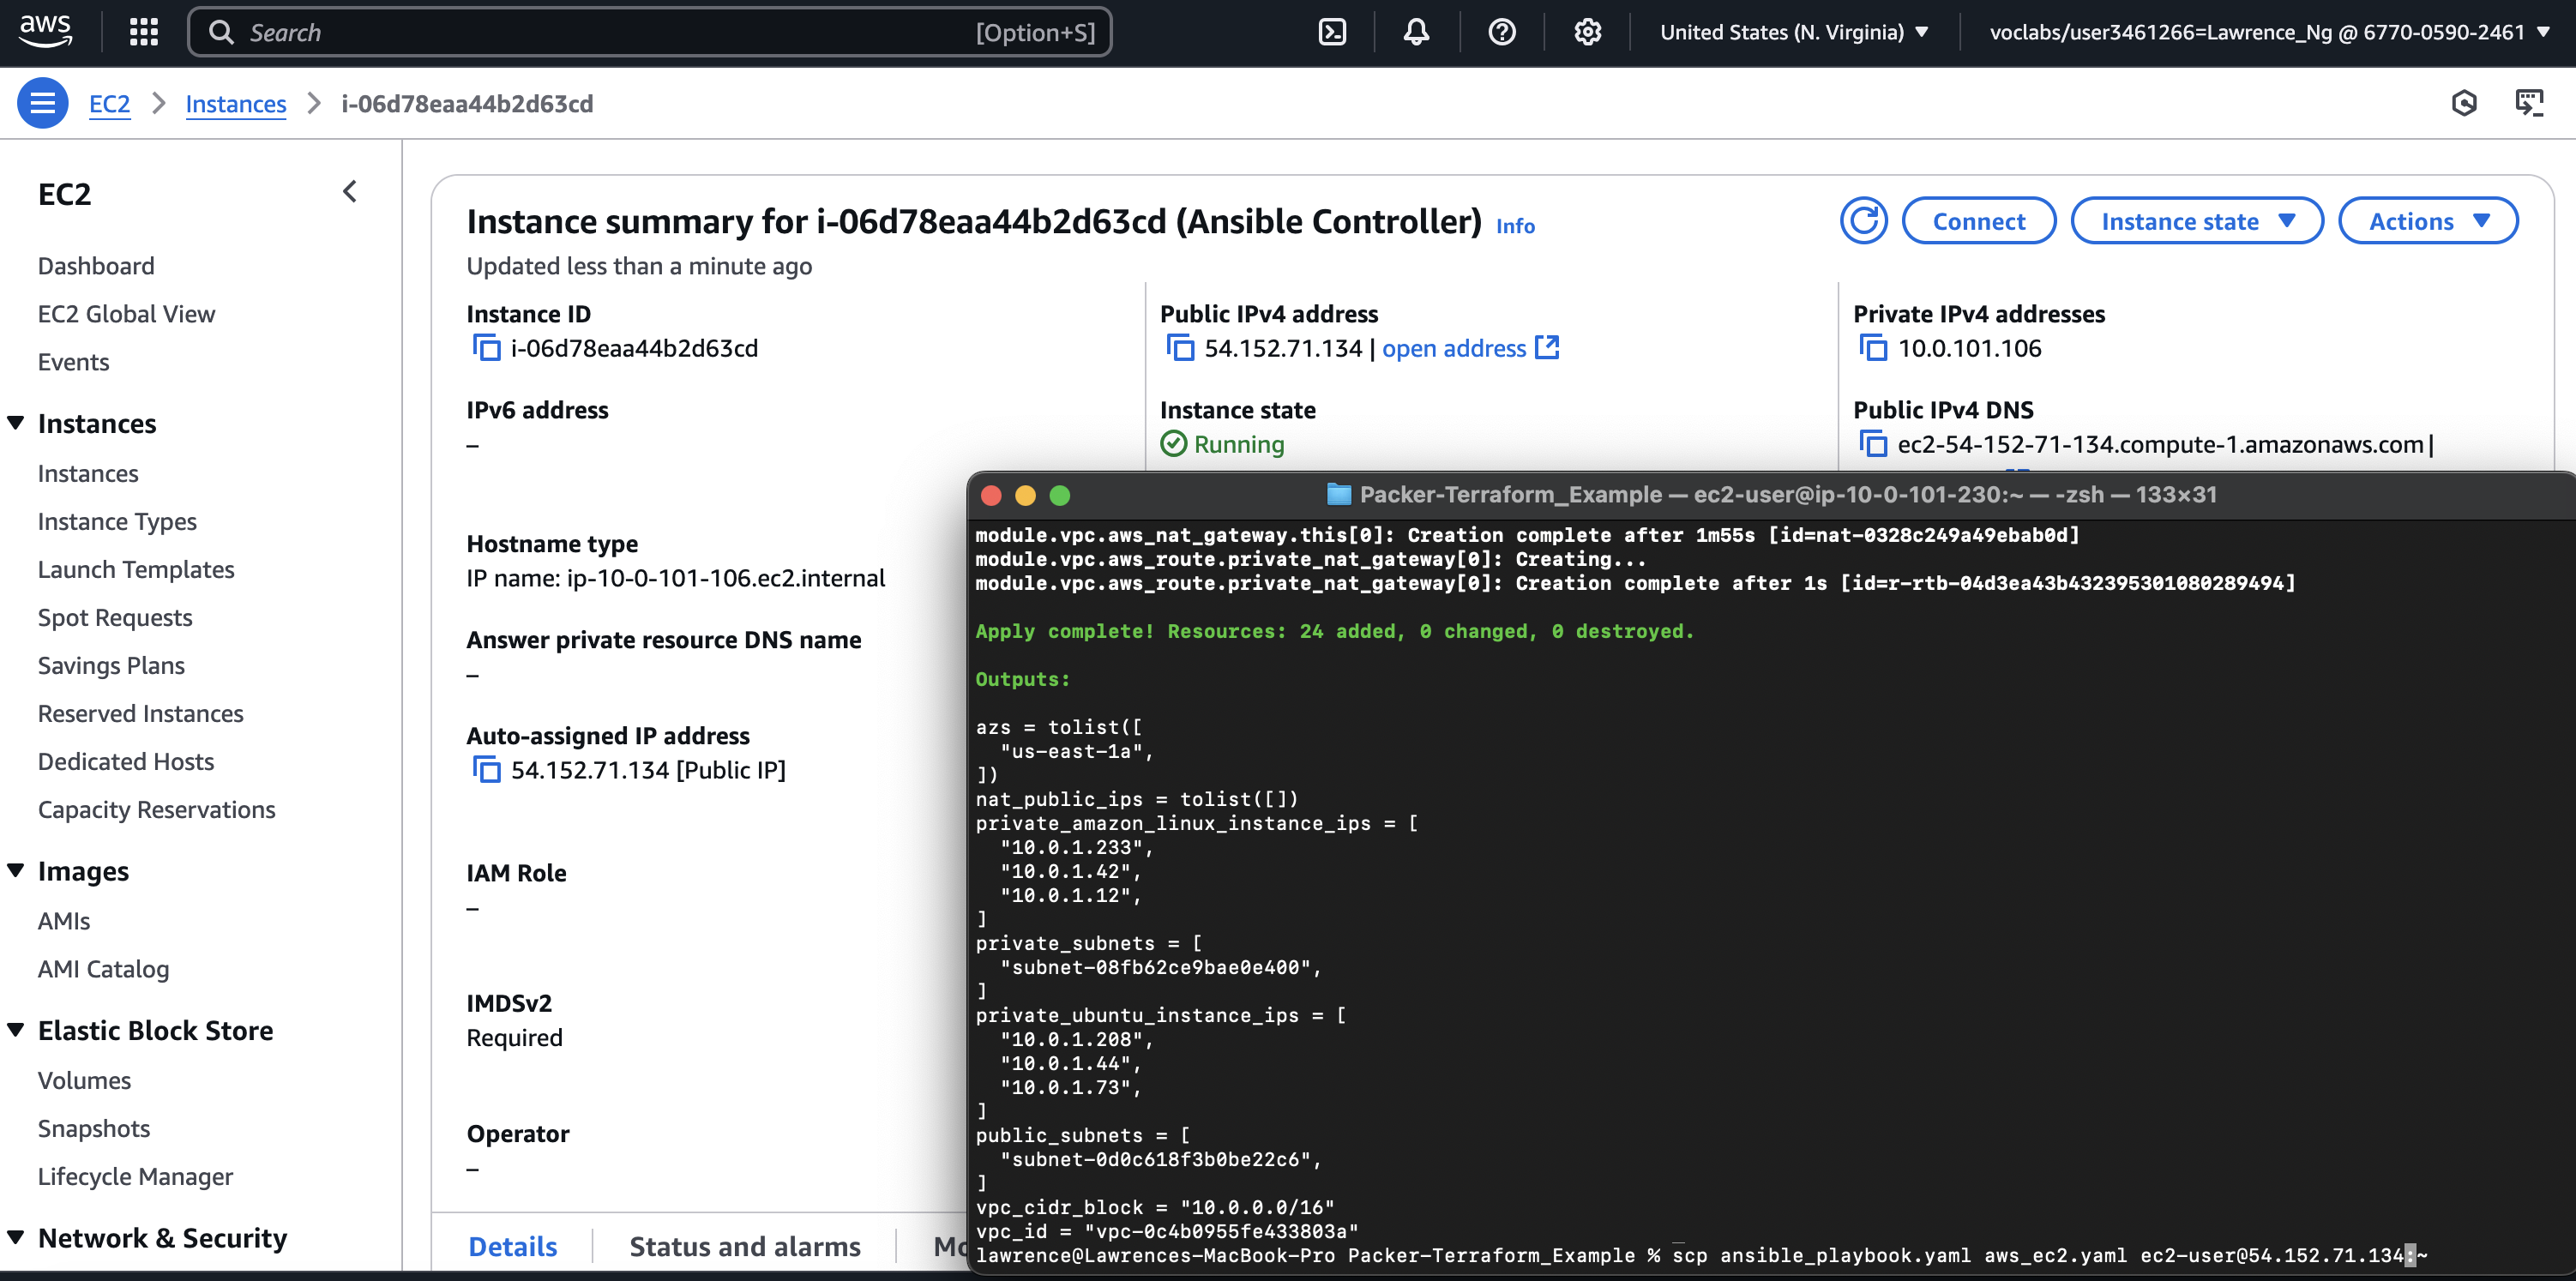 aws
Search
[Option+S]
United States (N. Virginia)
voclabs/user3461266=Lawrence_Ng @ 6770-0590-2461
EC2
Instances
i-06d78eaa44b2d63cd
EC2
Dashboard
EC2 Global View
Events
Instances
Instances
Instance Types
Launch Templates
Spot Requests
Savings Plans
Reserved Instances
Dedicated Hosts
Capacity Reservations
Images
AMIs
AMI Catalog
Elastic Block Store
Volumes
Snapshots
Lifecycle Manager
Network & Security
Instance summary for i-06d78eaa44b2d63cd (Ansible Controller) Info
Updated less than a minute ago
Connect
Instance state
Actions
Instance ID
i-06d78eaa44b2d63cd
Public IPv4 address
54.152.71.134 | open address
Private IPv4 addresses
10.0.101.106
IPv6 address
–
Instance state
Running
Public IPv4 DNS
ec2-54-152-71-134.compute-1.amazonaws.com |
Hostname type
IP name: ip-10-0-101-106.ec2.internal
Answer private resource DNS name
–
Auto-assigned IP address
54.152.71.134 [Public IP]
IAM Role
–
IMDSv2
Required
Operator
–
Details
Status and alarms
Mo
Packer-Terraform_Example — ec2-user@ip-10-0-101-230:~ — -zsh — 133×31
module.vpc.aws_nat_gateway.this[0]: Creation complete after 1m55s [id=nat-0328c249a49ebab0d]
module.vpc.aws_route.private_nat_gateway[0]: Creating...
module.vpc.aws_route.private_nat_gateway[0]: Creation complete after 1s [id=r-rtb-04d3ea43b432395301080289494]
Apply complete! Resources: 24 added, 0 changed, 0 destroyed.
Outputs:
azs = tolist([
"us-east-1a",
])
nat_public_ips = tolist([])
private_amazon_linux_instance_ips = [
"10.0.1.233",
"10.0.1.42",
"10.0.1.12",
]
private_subnets = [
"subnet-08fb62ce9bae0e400",
]
private_ubuntu_instance_ips = [
"10.0.1.208",
"10.0.1.44",
"10.0.1.73",
]
public_subnets = [
"subnet-0d0c618f3b0be22c6",
]
vpc_cidr_block = "10.0.0.0/16"
vpc_id = "vpc-0c4b0955fe433803a"
lawrence@Lawrences-MacBook-Pro Packer-Terraform_Example % scp ansible_playbook.yaml aws_ec2.yaml ec2-user@54.152.71.134:~